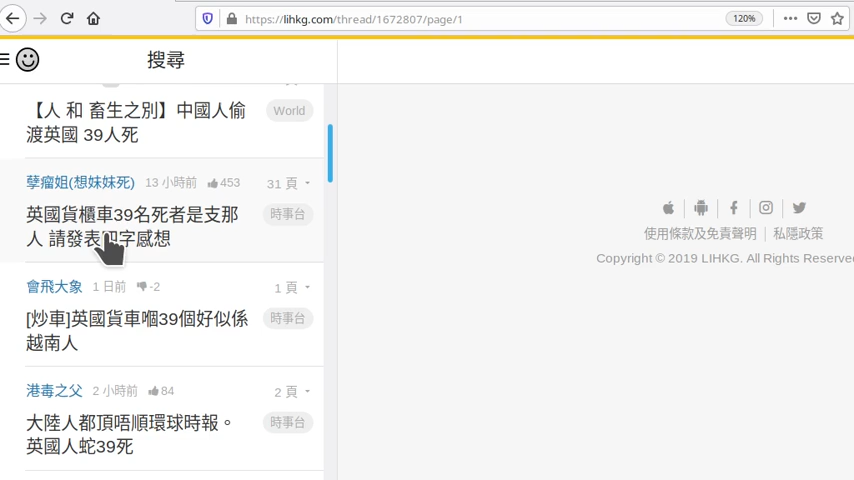 https://lihkg.com/thread/1672807/page/1
120%
搜尋
【人 和 畜生之別】中國人偷
渡英國 39人死
World
孽瘤姐(想妹妹死) 13 小時前 453 31 頁
英國貨櫃車39名死者是支那
人 請發表四字感想
時事台
會飛大象 1 日前 -2 1 頁
[炒車]英國貨車嗰39個好似係
越南人
時事台
港毒之父 2 小時前 84 2 頁
大陸人都頂唔順環球時報。
英國人蛇39死
時事台
使用條款及免責聲明 | 私隱政策
Copyright © 2019 LIHKG. All Rights Reserve